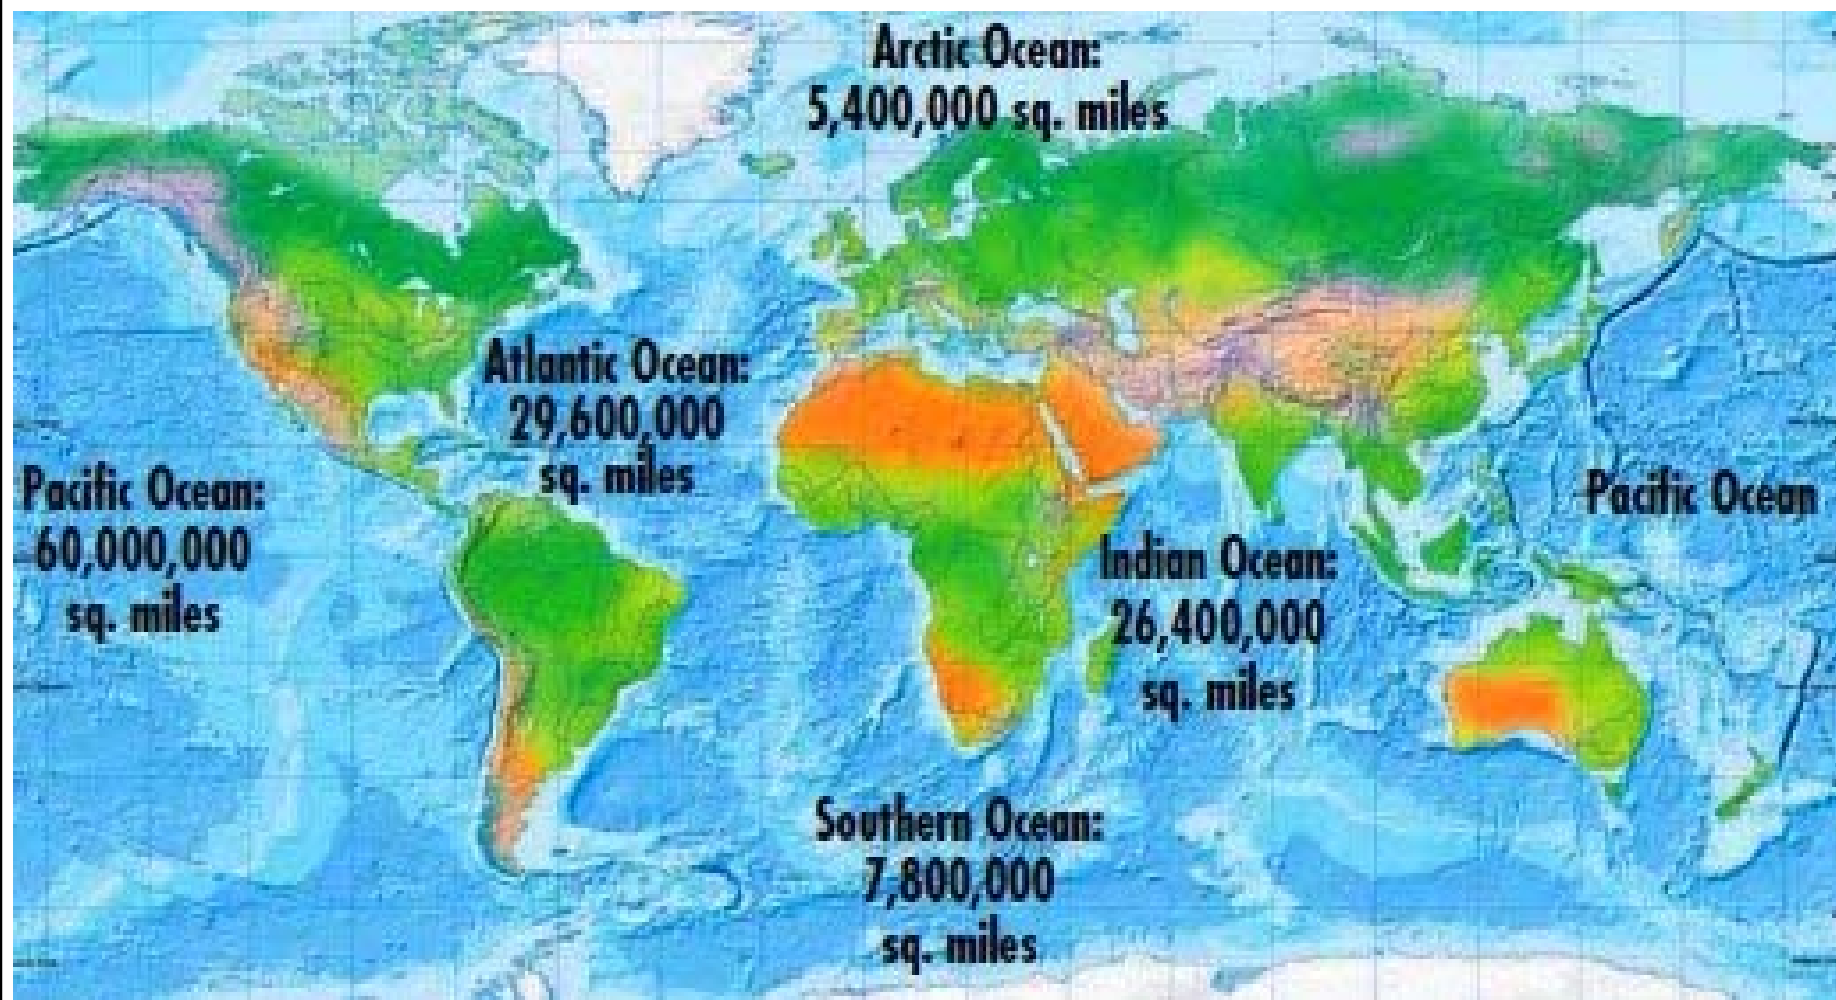 Arctic Ocean:
5,400,000 sq. miles
Atlantic Ocean:
29,600,000
sq. miles
Pacific Ocean:
60,000,000
sq. miles
Pacific Ocean
Indian Ocean:
26,400,000
sq. miles
Southern Ocean:
7,800,000
sq. miles